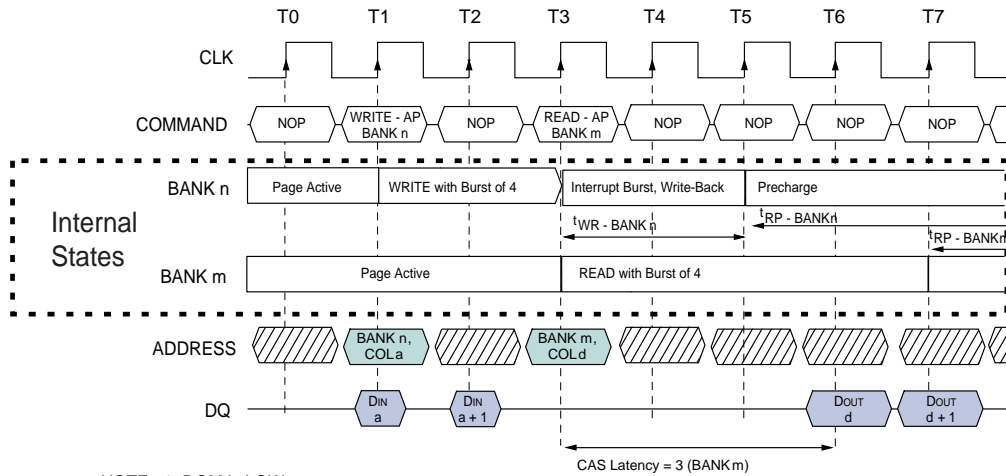 T0 T1 T2 T3 T4 T5 T6 T7
CLK
COMMAND NOP WRITE - AP BANK n NOP READ - AP BANK m NOP NOP NOP NOP
Internal States
BANK n Page Active WRITE with Burst of 4 Interrupt Burst, Write-Back Precharge
tWR - BANK n tRP - BANK n
tRP - BANK
BANK m Page Active READ with Burst of 4
ADDRESS BANK n, COL a BANK m, COL d
DQ DIN a DIN a + 1 DOUT d DOUT d + 1
CAS Latency = 3 (BANK m)